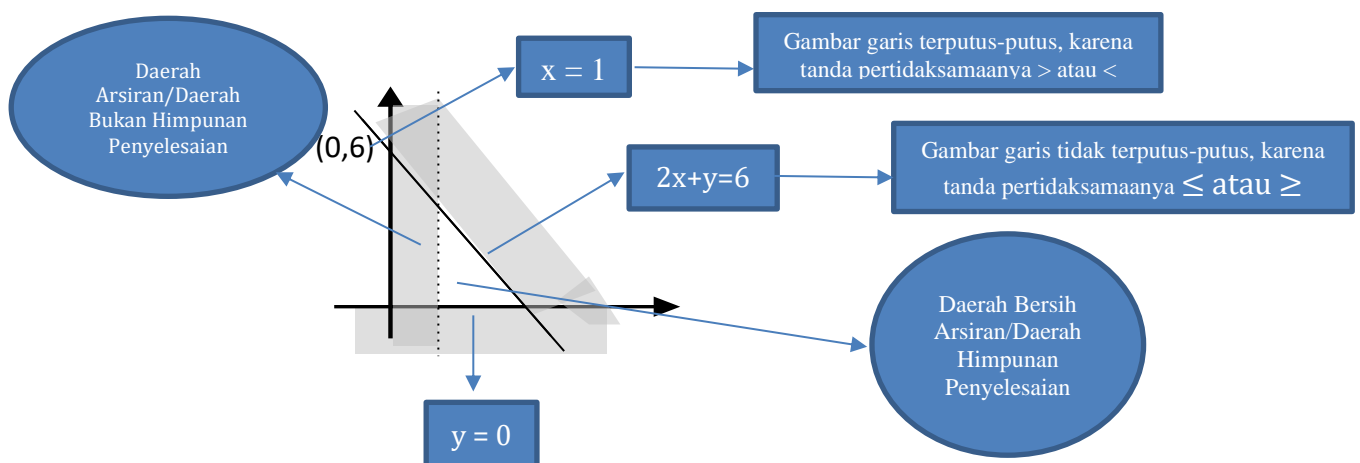 Daerah
Arsiran/Daerah
Bukan Himpunan
Penyelesaian
(0,6)
x = 1
Gambar garis terputus-putus, karena
tanda pertidaksamaanya > atau <
2x+y=6
Gambar garis tidak terputus-putus, karena
tanda pertidaksamaanya ≤ atau ≥
Daerah Bersih
Arsiran/Daerah
Himpunan
Penyelesaian
y = 0